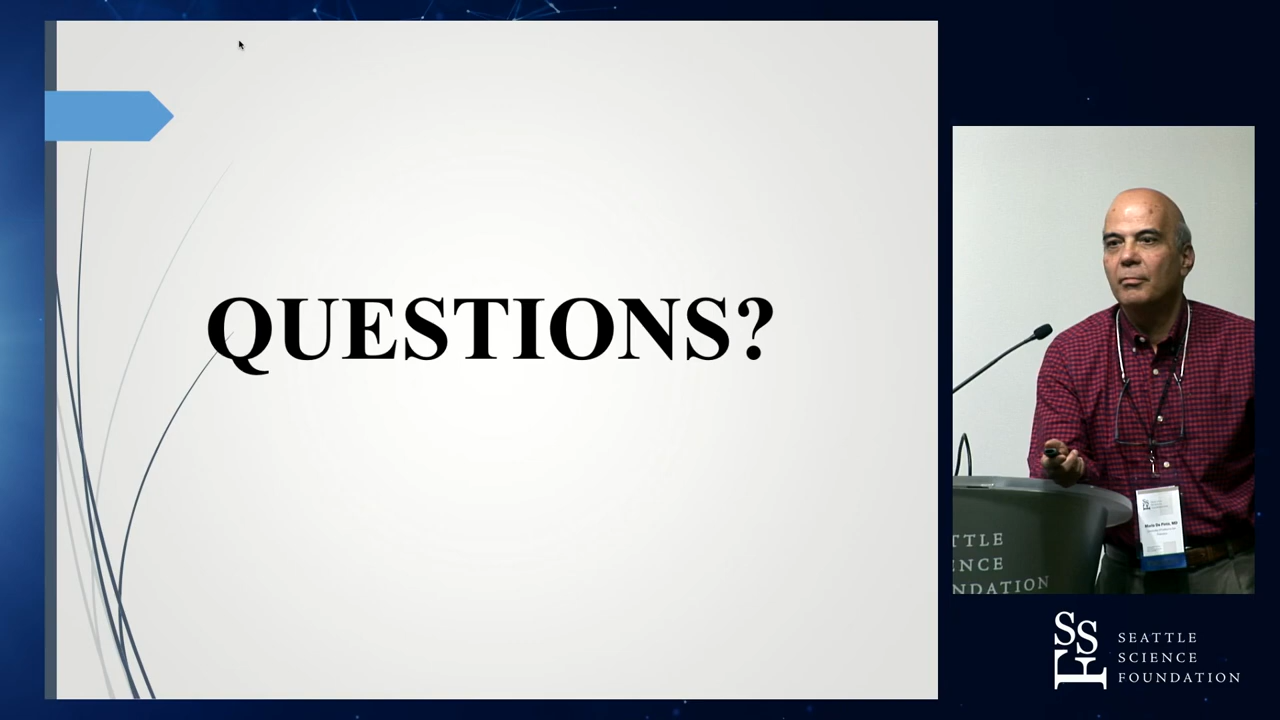 QUESTIONS?
TTLE
ENCE
NDATION
SEATTLE
SCIENCE
FOUNDATION